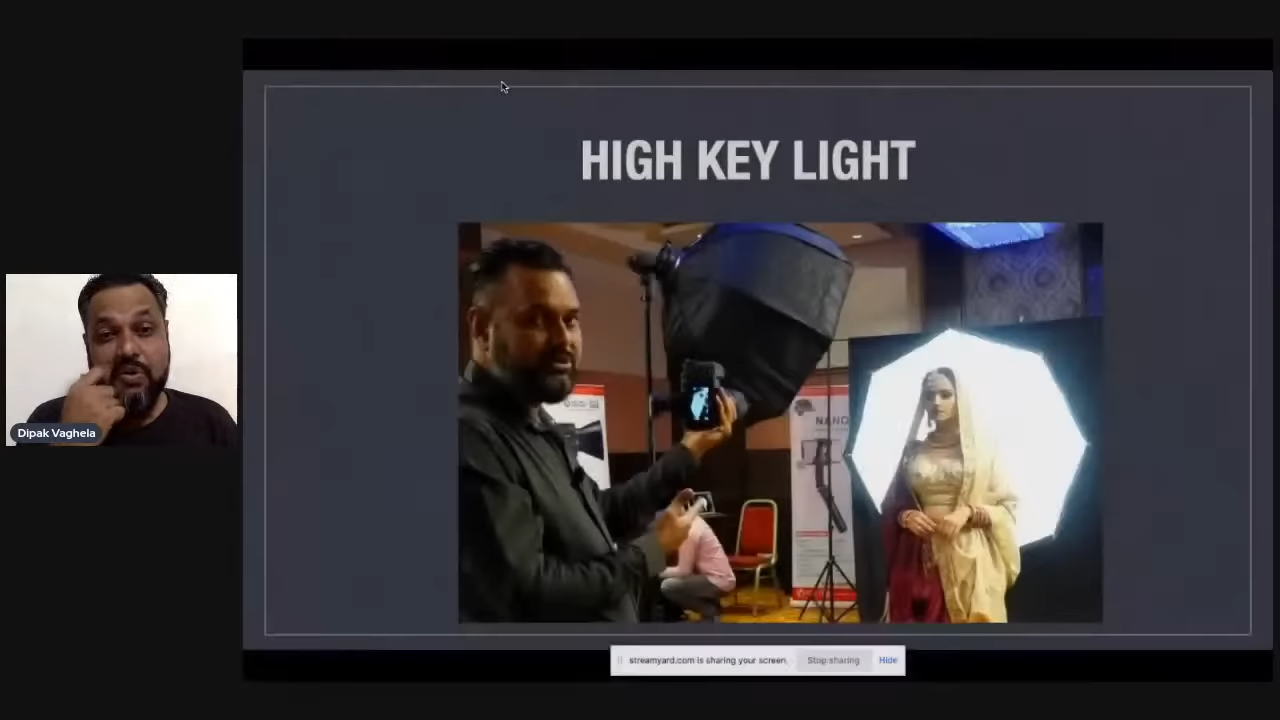 HIGH KEY LIGHT
NANO
Dipak Vaghela
streamyard.com is sharing your screen
Stop sharing
Hide